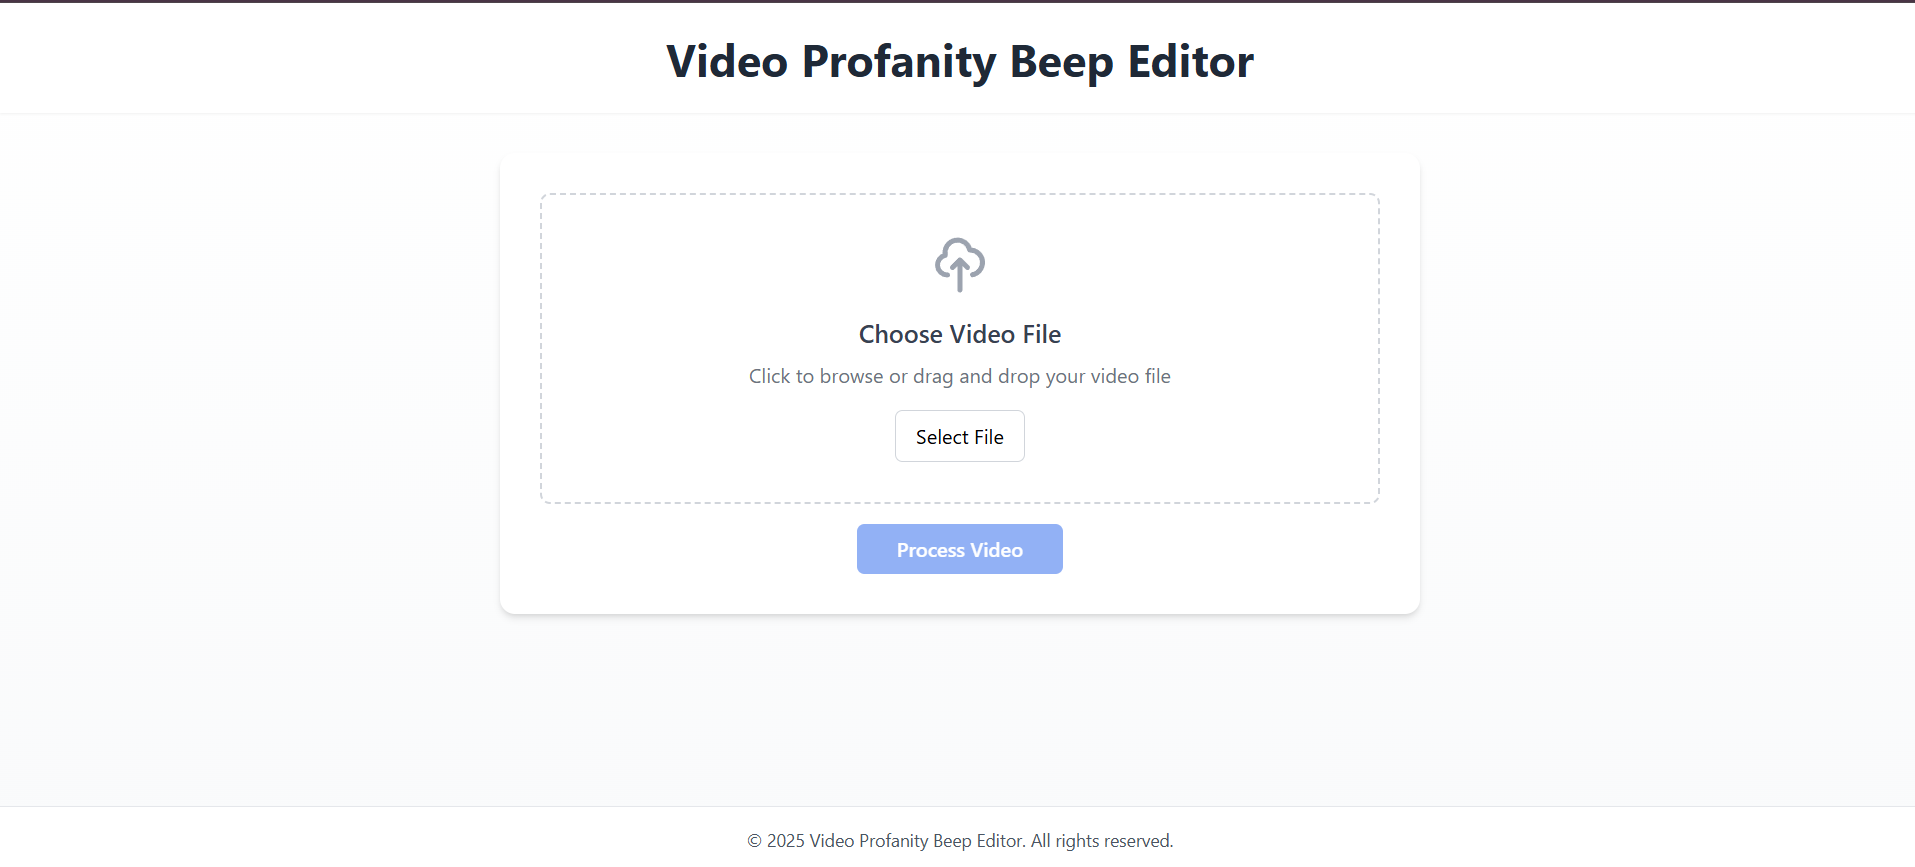 Video Profanity Beep Editor
Choose Video File
Click to browse or drag and drop your video file
Select File
Process Video
© 2025 Video Profanity Beep Editor. All rights reserved.